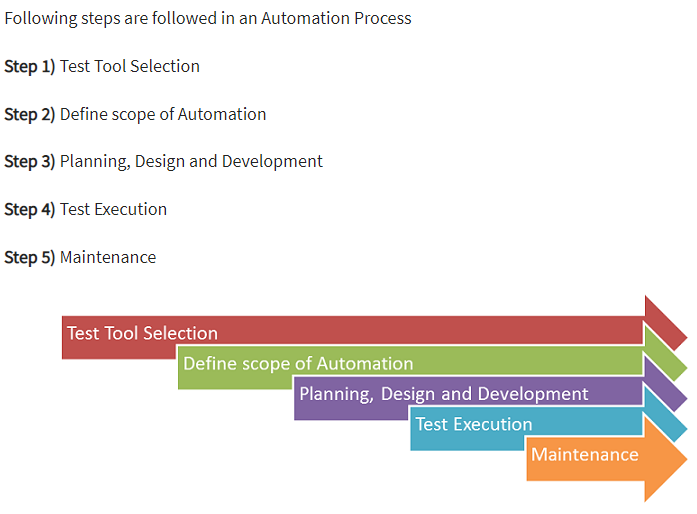 Following steps are followed in an Automation Process
Step 1) Test Tool Selection
Step 2) Define scope of Automation
Step 3) Planning, Design and Development
Step 4) Test Execution
Step 5) Maintenance
Test Tool Selection
Define scope of Automation
Planning, Design and Development
Test Execution
Maintenance